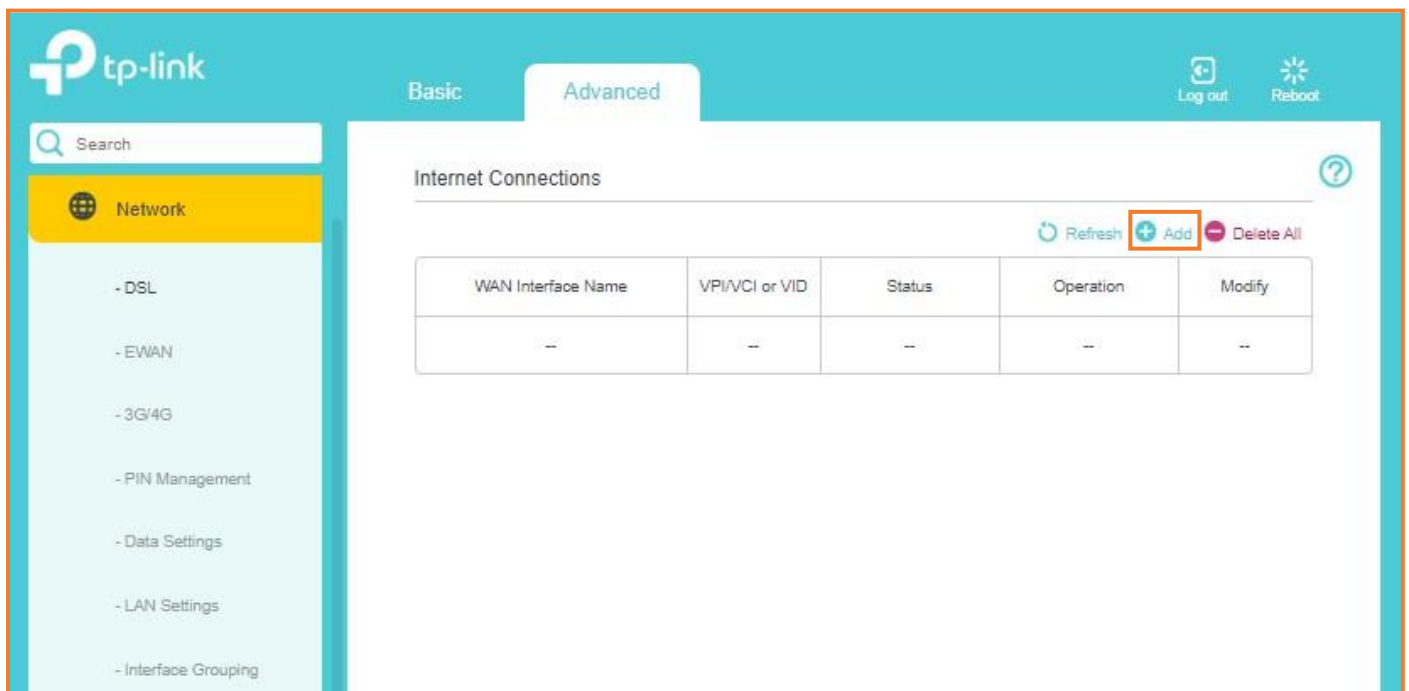 tp-link
Basic
Advanced
Log out
Reboot
Search
Network
- DSL
- EWAN
- 3G/4G
- PIN Management
- Data Settings
- LAN Settings
- Interface Grouping
Internet Connections
?
Refresh Add Delete All
WAN Interface Name VPI/VCI or VID Status Operation Modify
-- -- -- -- --